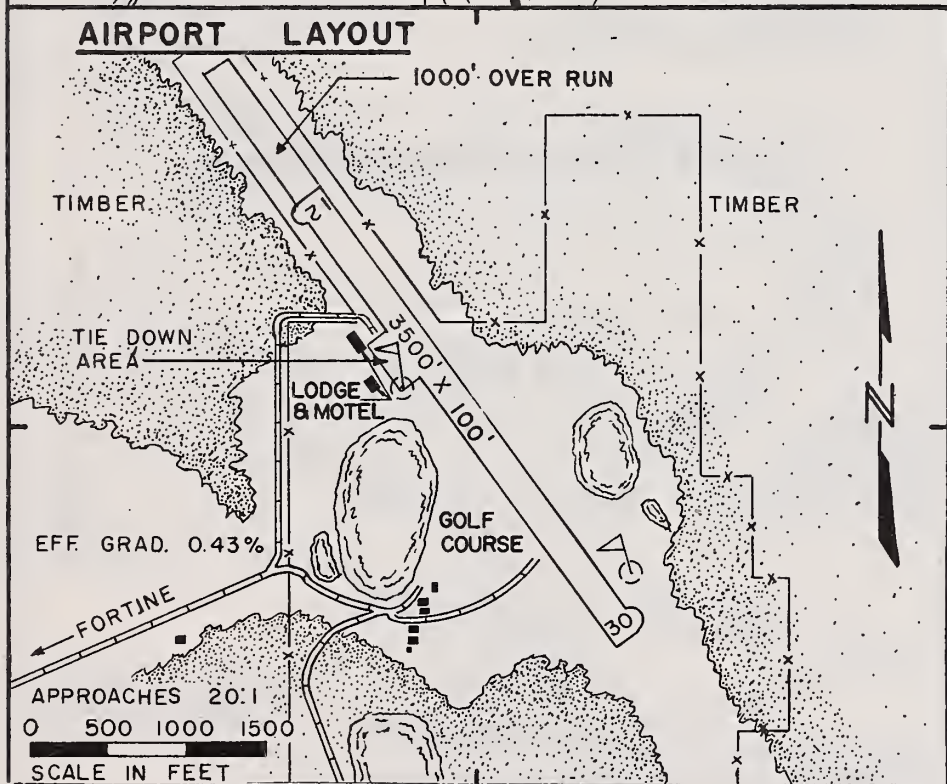 AIRPORT LAYOUT
1000' OVER RUN
TIMBER
TIMBER
12
TIE DOWN
AREA
3500' X 100'
LODGE
& MOTEL
N
GOLF
COURSE
EFF. GRAD. 0.43%
FORTINE
30
APPROACHES 20:1
0 500 1000 1500
SCALE IN FEET